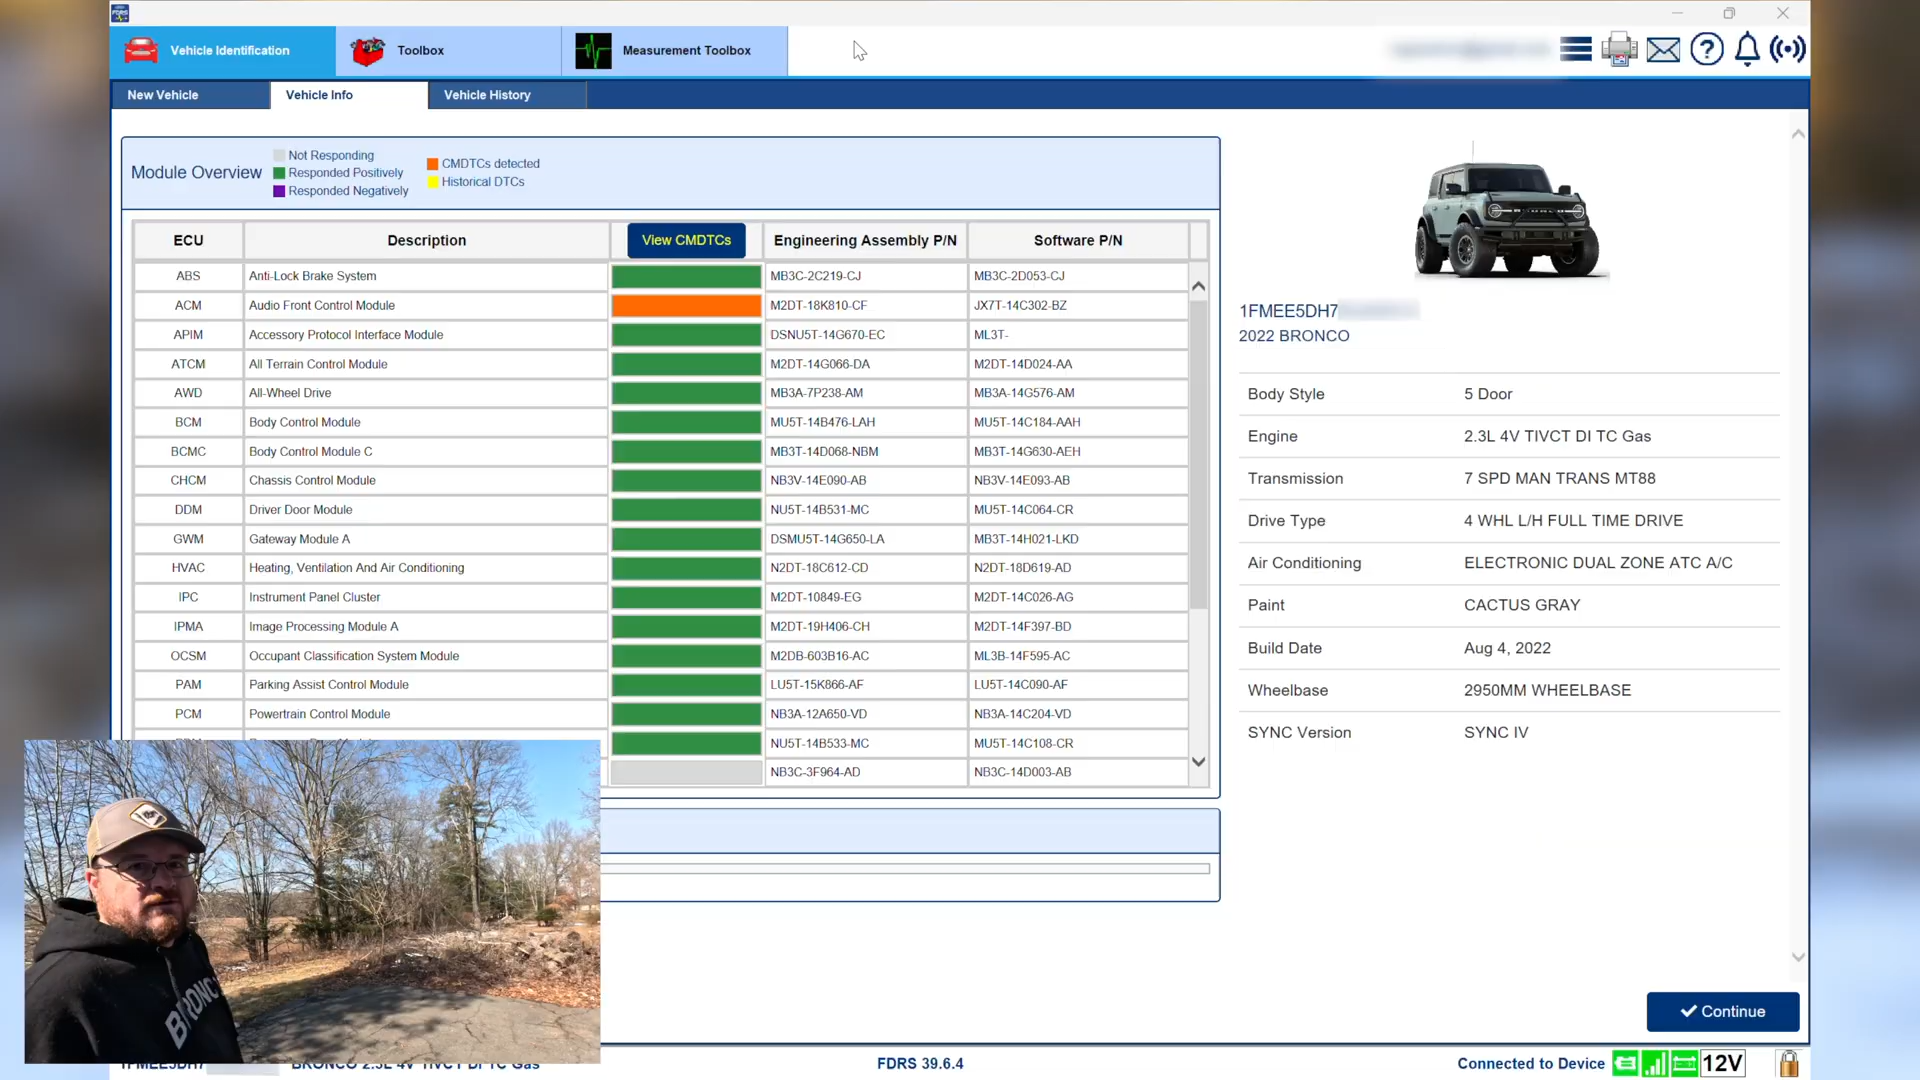 FDRS
Vehicle Identification
Toolbox
Measurement Toolbox
New Vehicle
Vehicle Info
Vehicle History
Module Overview
Not Responding
Responded Positively
Responded Negatively
CMDTCs detected
Historical DTCs
ECU Description View CMDTCs Engineering Assembly P/N Software P/N
ABS Anti-Lock Brake System MB3C-2C219-CJ MB3C-2D053-CJ
ACM Audio Front Control Module M2DT-18K810-CF JX7T-14C302-BZ
APIM Accessory Protocol Interface Module DSNU5T-14G670-EC ML3T-
ATCM All Terrain Control Module M2DT-14G066-DA M2DT-14D024-AA
AWD All-Wheel Drive MB3A-7P238-AM MB3A-14G576-AM
BCM Body Control Module MU5T-14B476-LAH MU5T-14C184-AAH
BCMC Body Control Module C MB3T-14D068-NBM MB3T-14G630-AEH
CHCM Chassis Control Module NB3V-14E090-AB NB3V-14E093-AB
DDM Driver Door Module NU5T-14B531-MC MU5T-14C064-CR
GWM Gateway Module A DSMU5T-14G650-LA MB3T-14H021-LKD
HVAC Heating, Ventilation And Air Conditioning N2DT-18C612-CD N2DT-18D619-AD
IPC Instrument Panel Cluster M2DT-10849-EG M2DT-14C026-AG
IPMA Image Processing Module A M2DT-19H406-CH M2DT-14F397-BD
OCSM Occupant Classification System Module M2DB-603B16-AC ML3B-14F595-AC
PAM Parking Assist Control Module LU5T-15K866-AF LU5T-14C090-AF
PCM Powertrain Control Module NB3A-12A650-VD NB3A-14C204-VD
NU5T-14B533-MC MU5T-14C108-CR
NB3C-3F964-AD NB3C-14D003-AB
1FMEE5DH7
2022 BRONCO
Body Style 5 Door
Engine 2.3L 4V TIVCT DI TC Gas
Transmission 7 SPD MAN TRANS MT88
Drive Type 4 WHL L/H FULL TIME DRIVE
Air Conditioning ELECTRONIC DUAL ZONE ATC A/C
Paint CACTUS GRAY
Build Date Aug 4, 2022
Wheelbase 2950MM WHEELBASE
SYNC Version SYNC IV
Continue
BRONCO
1FMEE5DH7 BRONCO 2.3L 4V TIVCT DI TC Gas
FDRS 39.6.4
Connected to Device 12V